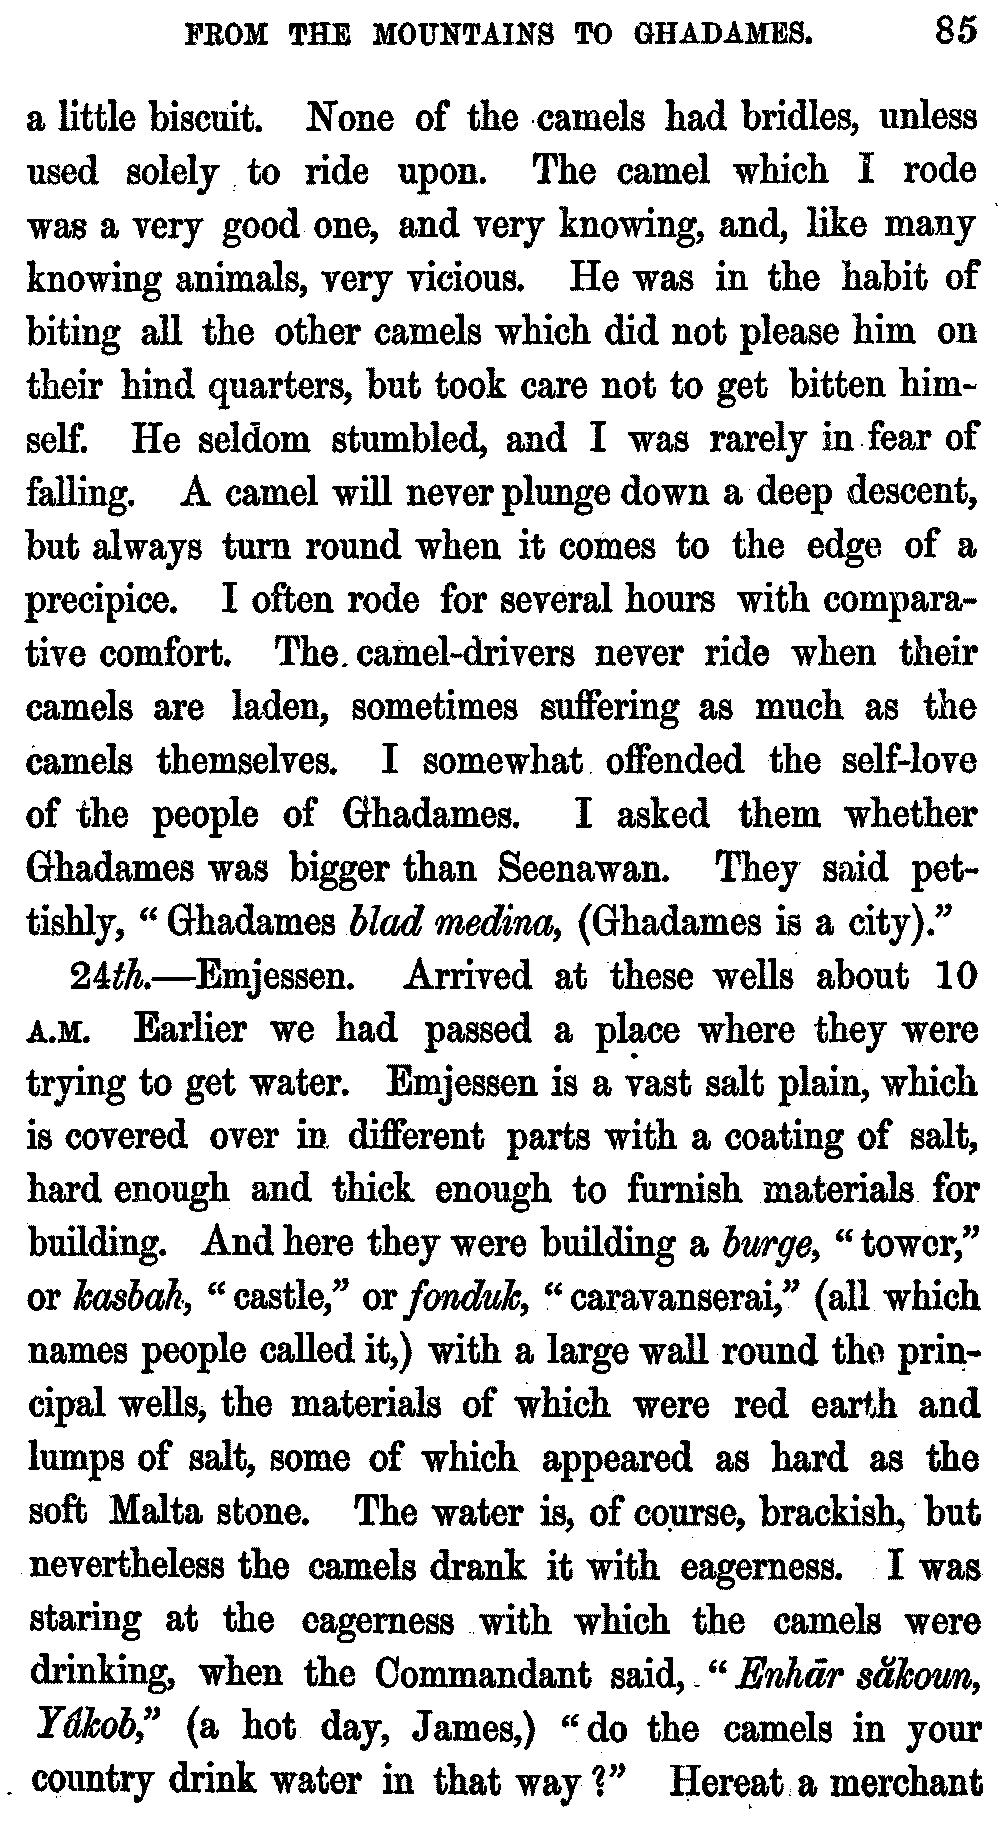 FROM THE MOUNTAINS TO GHADAMES. 85
a little biscuit. None of the camels had bridles, unless
used solely to ride upon. The camel which I rode
was a very good one, and very knowing, and, like many
knowing animals, very vicious. He was in the habit of
biting all the other camels which did not please him on
their hind quarters, but took care not to get bitten him-
self. He seldom stumbled, and I was rarely in fear of
falling. A camel will never plunge down a deep descent,
but always turn round when it comes to the edge of a
precipice. I often rode for several hours with compara-
tive comfort. The camel-drivers never ride when their
camels are laden, sometimes suffering as much as the
camels themselves. I somewhat offended the self-love
of the people of Ghadames. I asked them whether
Ghadames was bigger than Seenawan. They said pet-
tishly, “ Ghadames blad medina, (Ghadames is a city).”
24th.—Emjessen. Arrived at these wells about 10
A.M. Earlier we had passed a place where they were
trying to get water. Emjessen is a vast salt plain, which
is covered over in different parts with a coating of salt,
hard enough and thick enough to furnish materials for
building. And here they were building a burge, “ tower,”
or kasbah, “ castle,” or fonduk, “ caravanserai,” (all which
names people called it,) with a large wall round the prin-
cipal wells, the materials of which were red earth and
lumps of salt, some of which appeared as hard as the
soft Malta stone. The water is, of course, brackish, but
nevertheless the camels drank it with eagerness. I was
staring at the eagerness with which the camels were
drinking, when the Commandant said, “ Enhār săkoun,
Yâkob,” (a hot day, James,) “ do the camels in your
country drink water in that way ?” Hereat a merchant